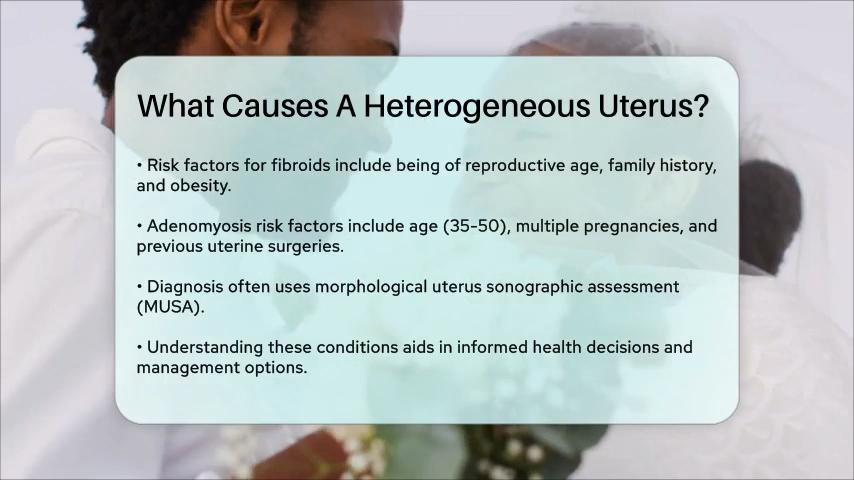 What Causes A Heterogeneous Uterus?
• Risk factors for fibroids include being of reproductive age, family history,
and obesity.
• Adenomyosis risk factors include age (35-50), multiple pregnancies, and
previous uterine surgeries.
• Diagnosis often uses morphological uterus sonographic assessment
(MUSA).
• Understanding these conditions aids in informed health decisions and
management options.